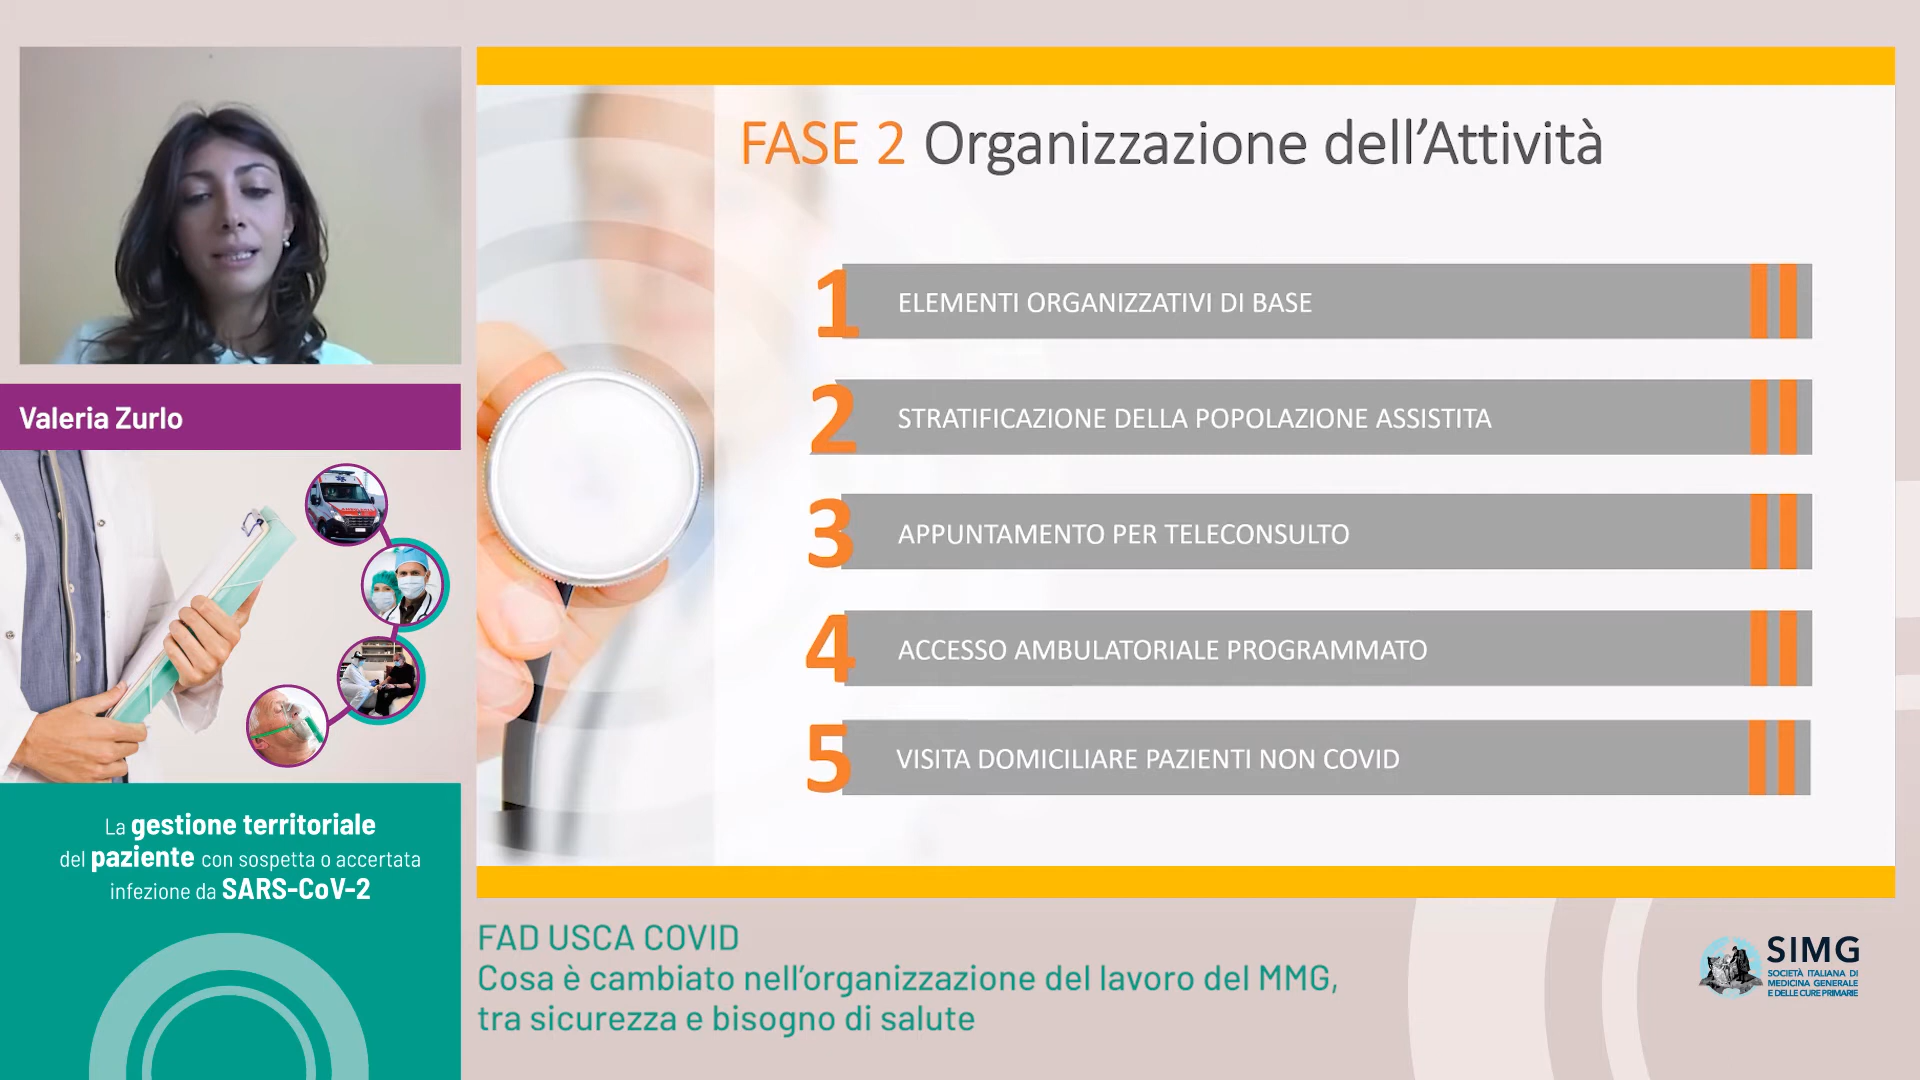 FASE 2 Organizzazione dell’Attività
1 ELEMENTI ORGANIZZATIVI DI BASE
2 STRATIFICAZIONE DELLA POPOLAZIONE ASSISTITA
3 APPUNTAMENTO PER TELECONSULTO
4 ACCESSO AMBULATORIALE PROGRAMMATO
5 VISITA DOMICILIARE PAZIENTI NON COVID
Valeria Zurlo
La gestione territoriale
del paziente con sospetta o accertata
infezione da SARS-CoV-2
FAD USCA COVID
Cosa è cambiato nell’organizzazione del lavoro del MMG,
tra sicurezza e bisogno di salute
SIMG
SOCIETÀ ITALIANA DI
MEDICINA GENERALE
E DELLE CURE PRIMARIE